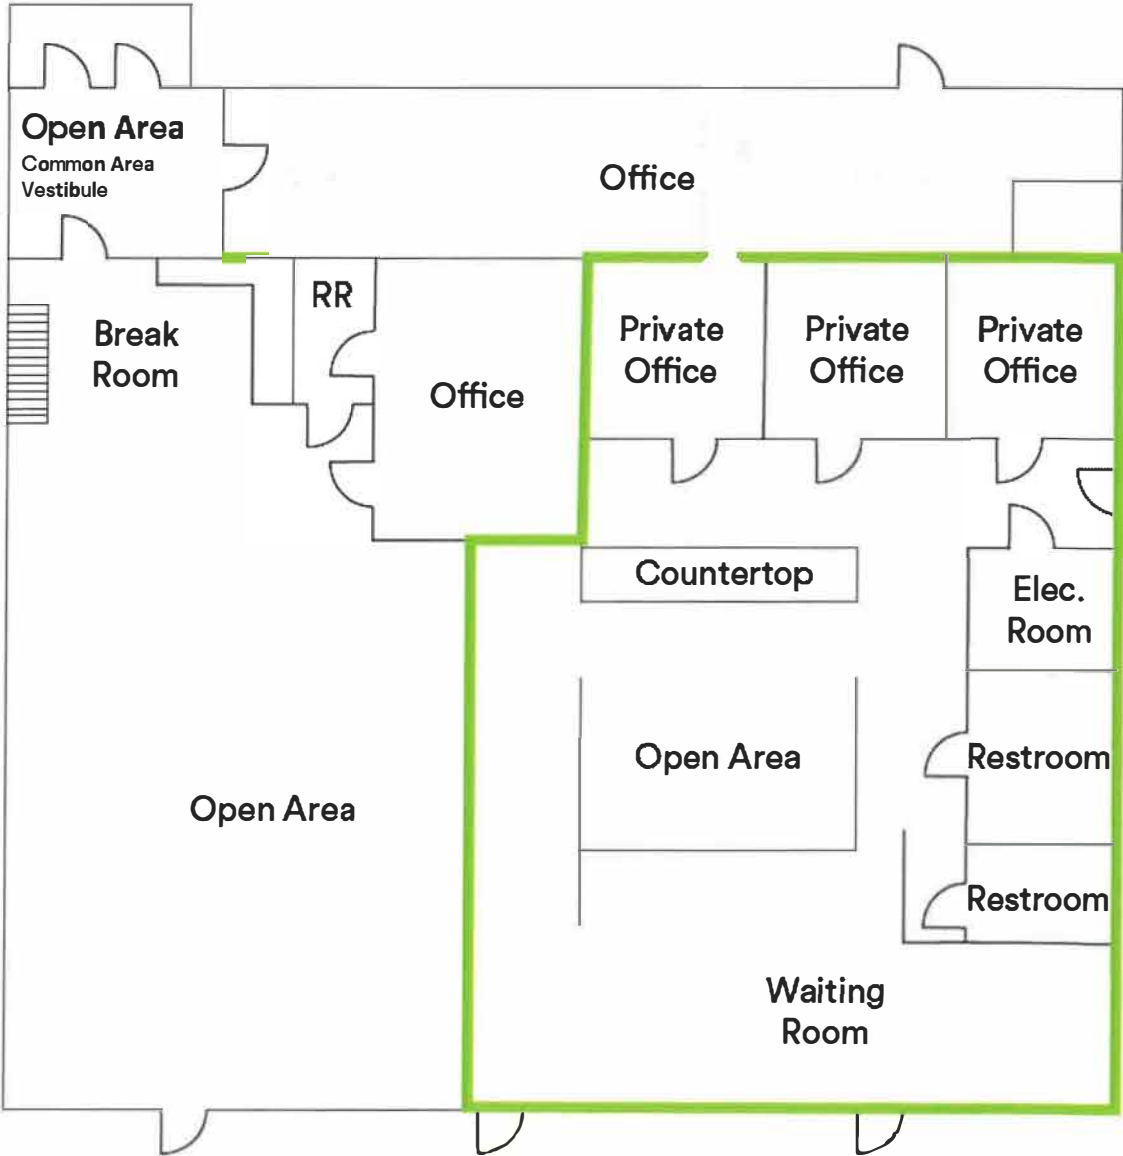 Open Area
Common Area
Vestibule
Office
RR
Break
Room
Office
Private
Office
Private
Office
Private
Office
Countertop
Elec.
Room
Open Area
Restroom
Open Area
Restroom
Waiting
Room